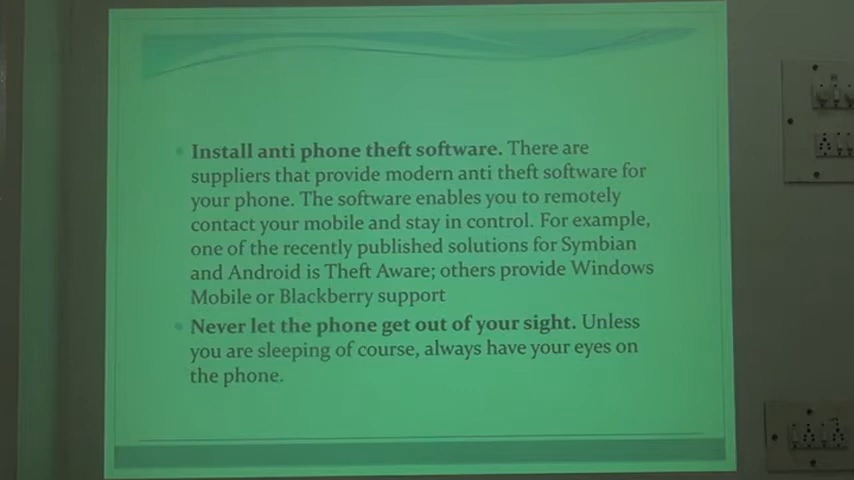 Install anti phone theft software. There are
suppliers that provide modern anti theft software for
your phone. The software enables you to remotely
contact your mobile and stay in control. For example,
one of the recently published solutions for Symbian
and Android is Theft Aware; others provide Windows
Mobile or Blackberry support
Never let the phone get out of your sight. Unless
you are sleeping of course, always have your eyes on
the phone.